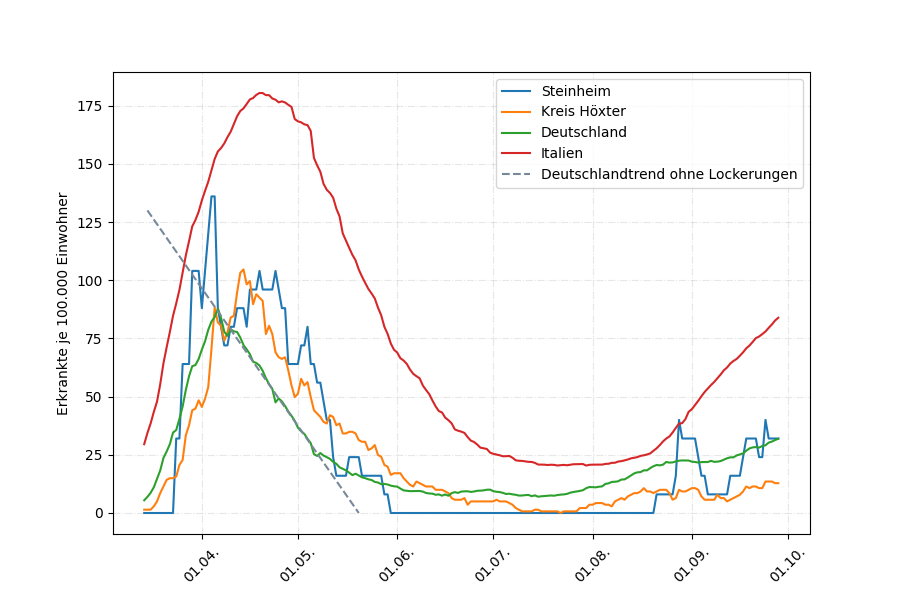 Erkrankte je 100.000 Einwohner
175
150
125
100
75
50
25
0
Steinheim
Kreis Höxter
Deutschland
Italien
Deutschlandtrend ohne Lockerungen
01.04.
01.05.
01.06.
01.07.
01.08.
01.09.
01.10.